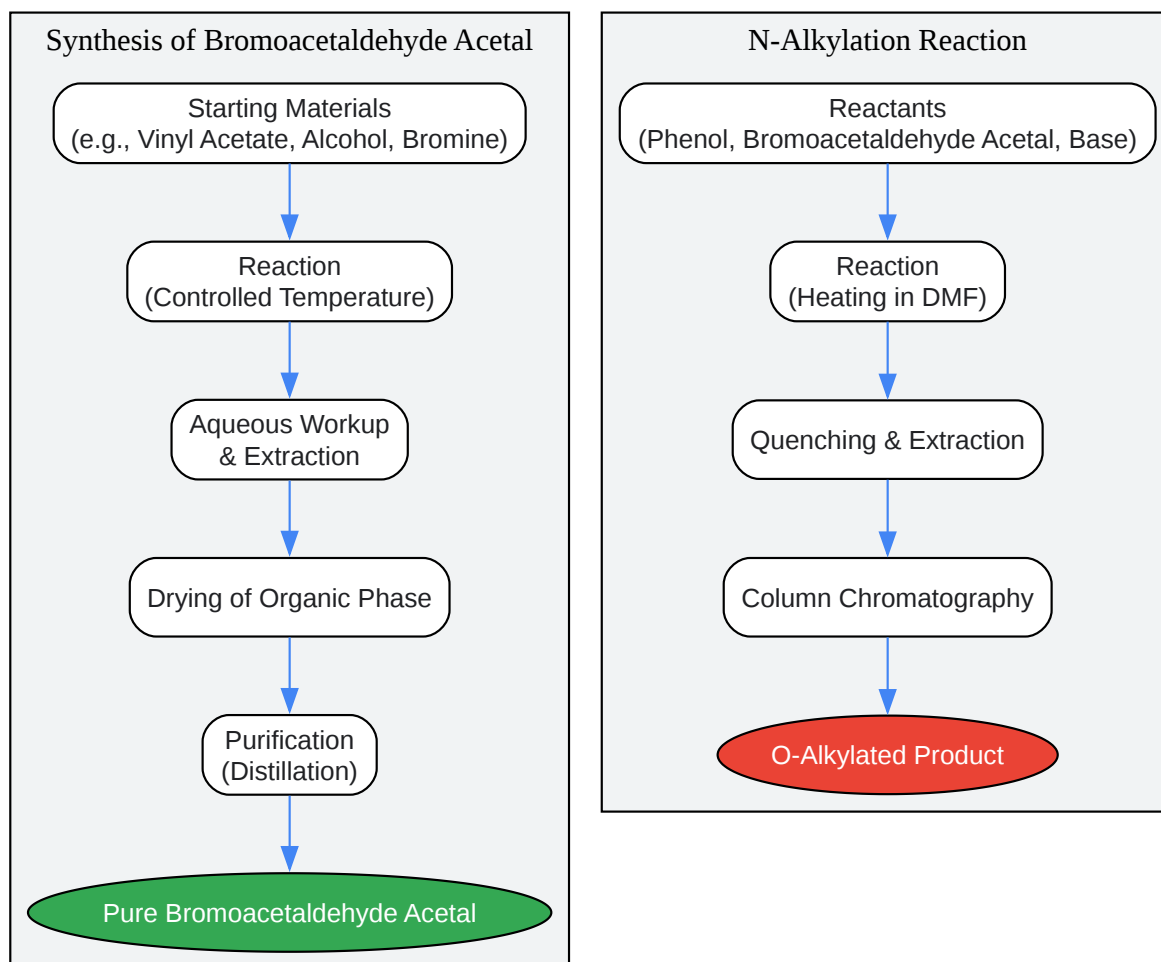 Synthesis of Bromoacetaldehyde Acetal
Starting Materials
(e.g., Vinyl Acetate, Alcohol, Bromine)
Reaction
(Controlled Temperature)
Aqueous Workup
& Extraction
Drying of Organic Phase
Purification
(Distillation)
Pure Bromoacetaldehyde Acetal
N-Alkylation Reaction
Reactants
(Phenol, Bromoacetaldehyde Acetal, Base)
Reaction
(Heating in DMF)
Quenching & Extraction
Column Chromatography
O-Alkylated Product